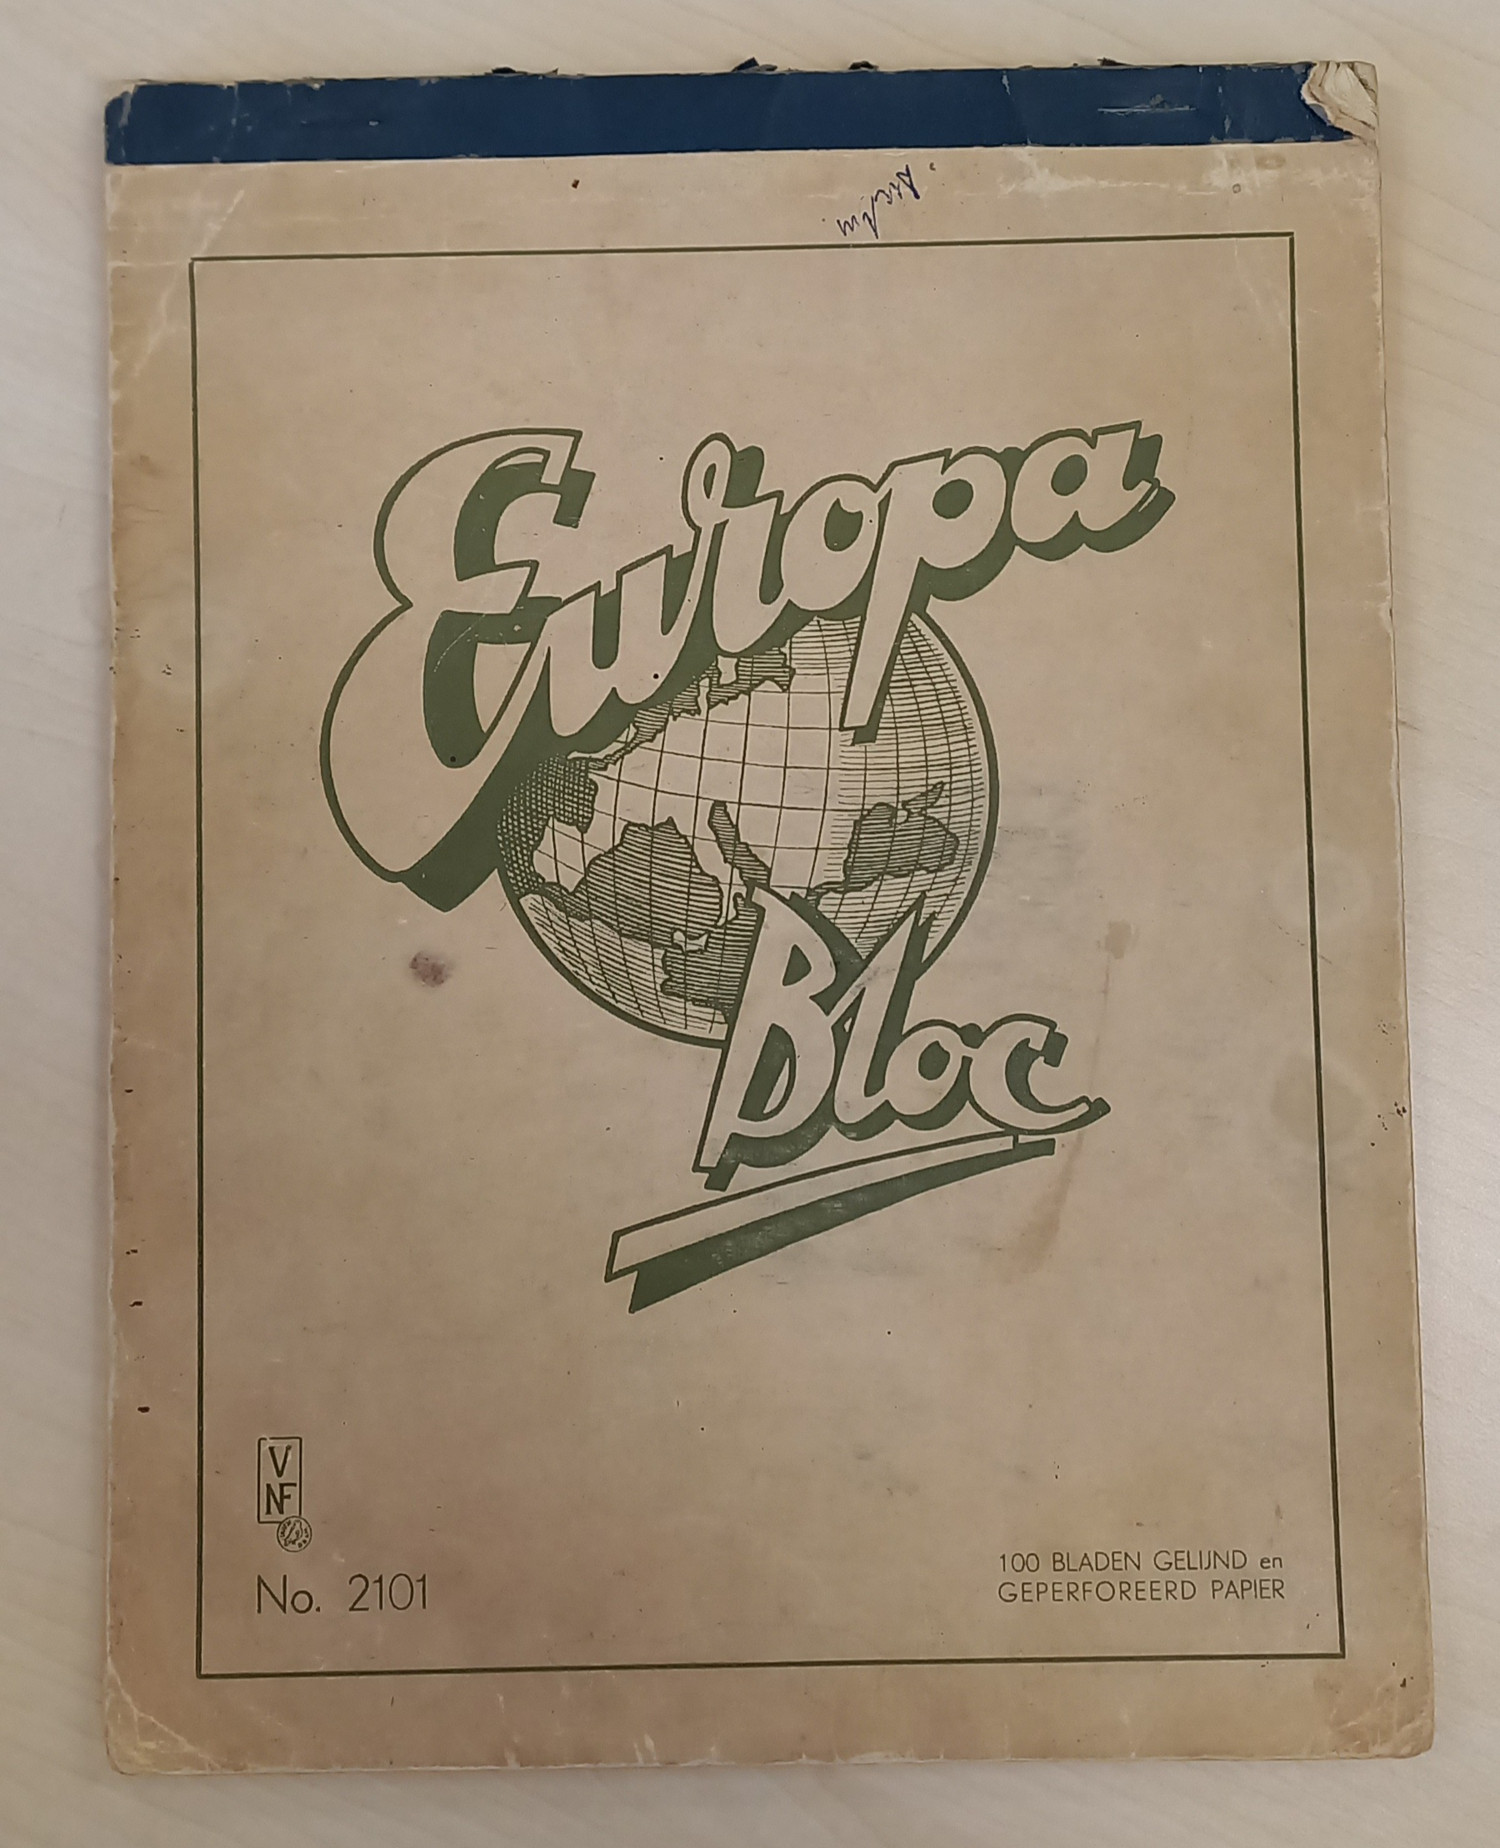 Europa
Bloc
V
NF
No. 2101
100 BLADEN GELIJND en
GEPERFOREERD PAPIER